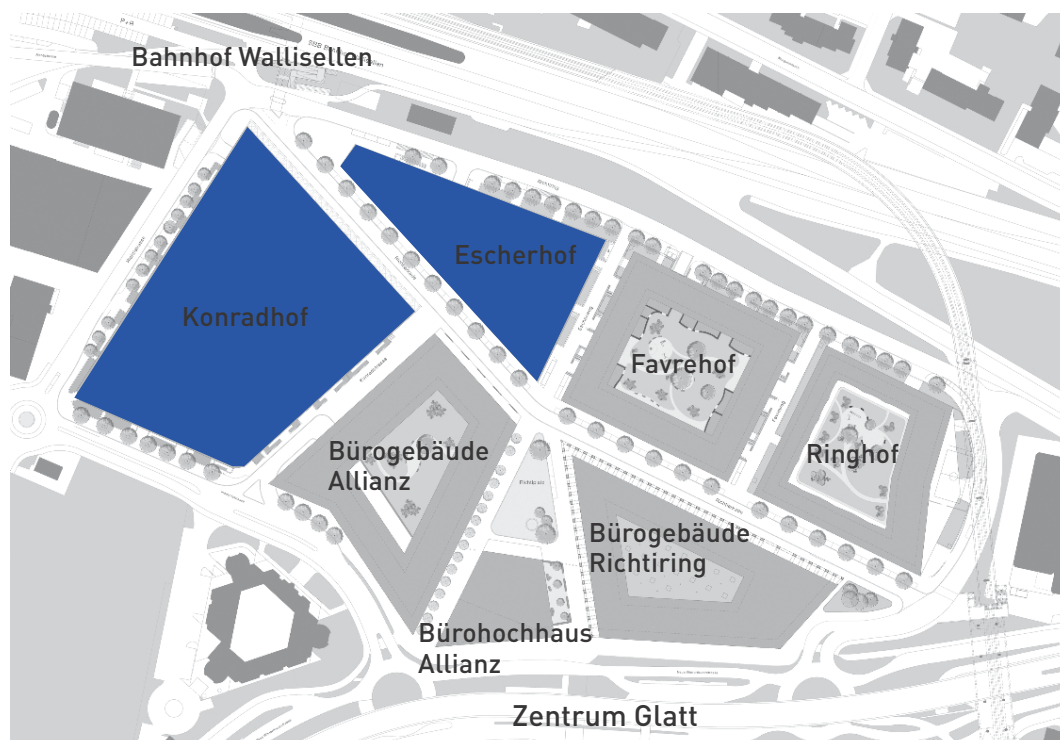 P+R
Bahnhof Wallisellen
Escherhof
Konradhof
Favrehof
Ringhof
Bürogebäude
Allianz
Bürogebäude
Richtiring
Bürohochhaus
Allianz
Zentrum Glatt